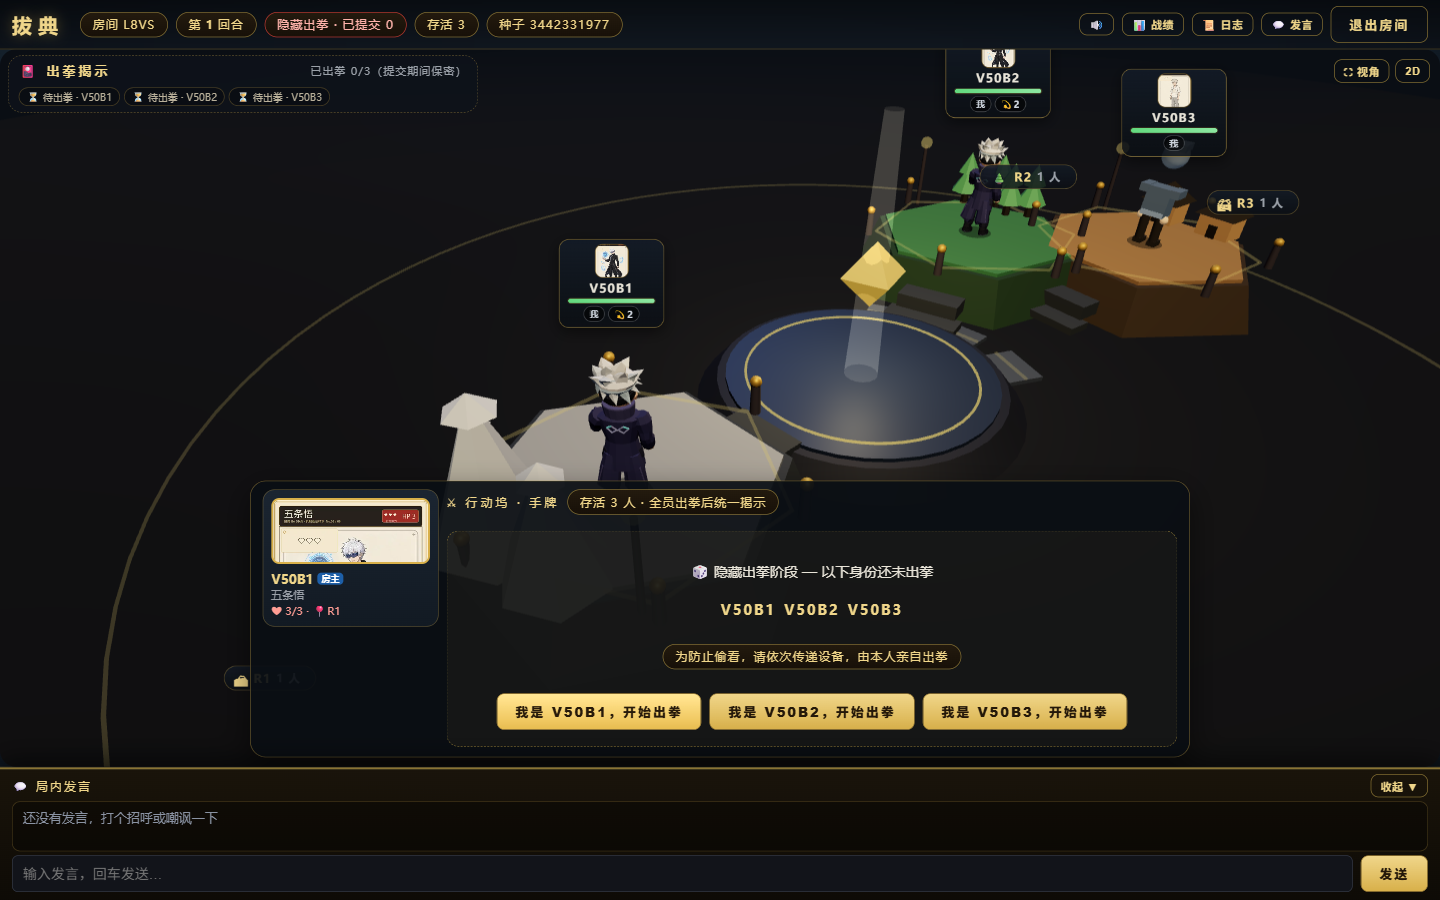 拔典
房间 L8VS
第 1 回合
隐藏出拳 · 已提交 0
存活 3
种子 3442331977
战绩
日志
发言
退出房间
出拳揭示
已出拳 0/3 (提交期间保密)
待出拳 · V50B1
待出拳 · V50B2
待出拳 · V50B3
视角
2D
V50B2
我
2
V50B3
我
R2 1 人
R3 1 人
V50B1
我
2
行动坞 · 手牌
存活 3 人 · 全员出拳后统一揭示
五条悟
V50B1 房主
五条悟
3/3 · R1
隐藏出拳阶段 — 以下身份还未出拳
V50B1 V50B2 V50B3
为防止偷看，请依次传递设备，由本人亲自出拳
我是 V50B1，开始出拳
我是 V50B2，开始出拳
我是 V50B3，开始出拳
R1 1 人
局内发言
收起 ▼
还没有发言，打个招呼或嘲讽一下
输入发言，回车发送...
发送